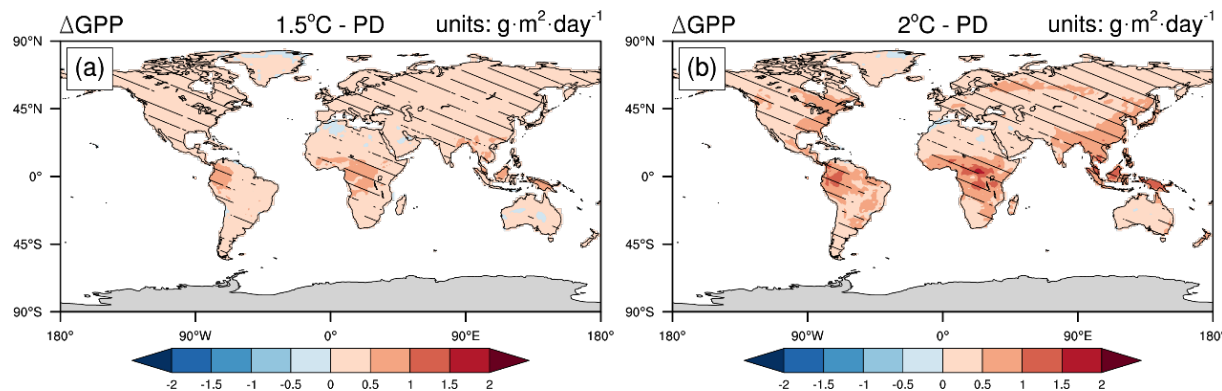 ΔGPP 1.5°C - PD units: g·m²·day⁻¹
(a)
90°N
45°N
0°
45°S
90°S
180° 90°W 0° 90°E 180°
-2 -1.5 -1 -0.5 0 0.5 1 1.5 2
ΔGPP 2°C - PD units: g·m²·day⁻¹
(b)
90°N
45°N
0°
45°S
90°S
180° 90°W 0° 90°E 180°
-2 -1.5 -1 -0.5 0 0.5 1 1.5 2